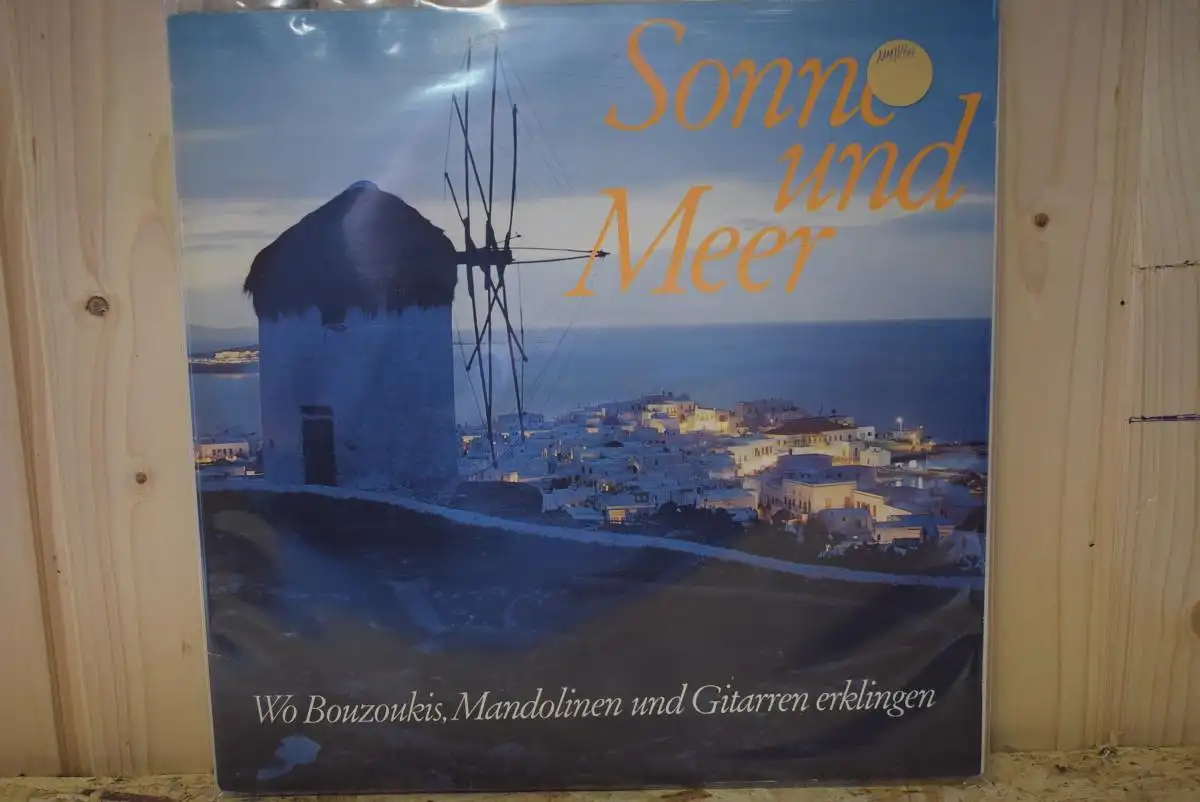 Sonne
und
Meer
Wo Bouzoukis, Mandolinen und Gitarren erklingen